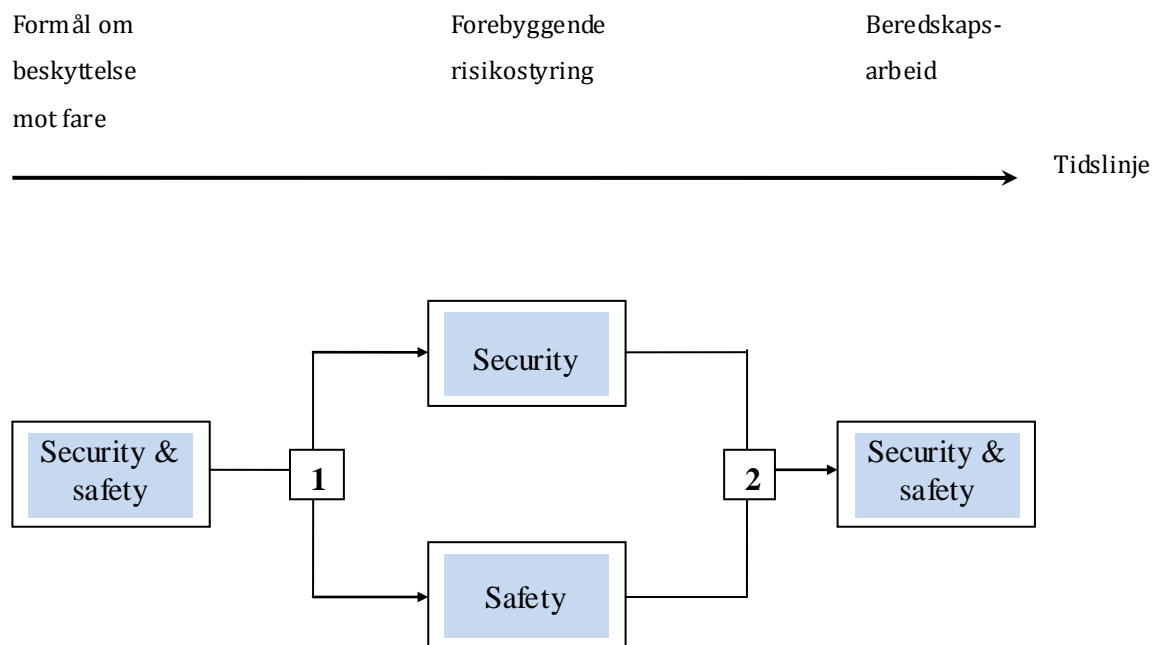 Formål om
beskyttelse
mot fare
Forebyggende
risikostyring
Beredskaps-
arbeid
Tidslinje
Security
Security &
safety
1
2
Security &
safety
Safety